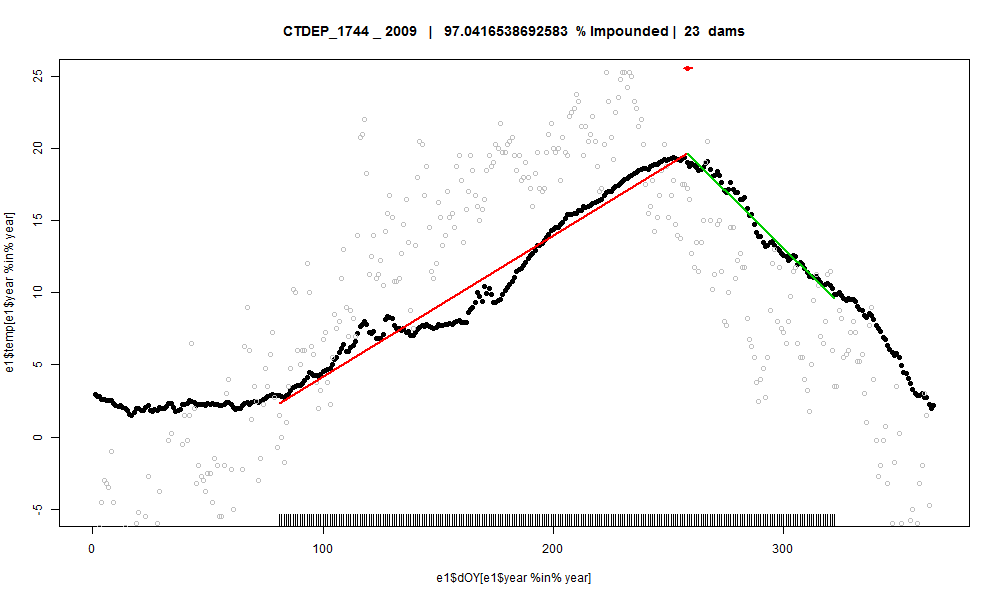 CTDEP_1744 _ 2009 | 97.0416538692583 % Impounded | 23 dams
25
20
15
10
5
0
-5
e1$temp[e1$year %in% year]
0 100 200 300
e1$dOY[e1$year %in% year]